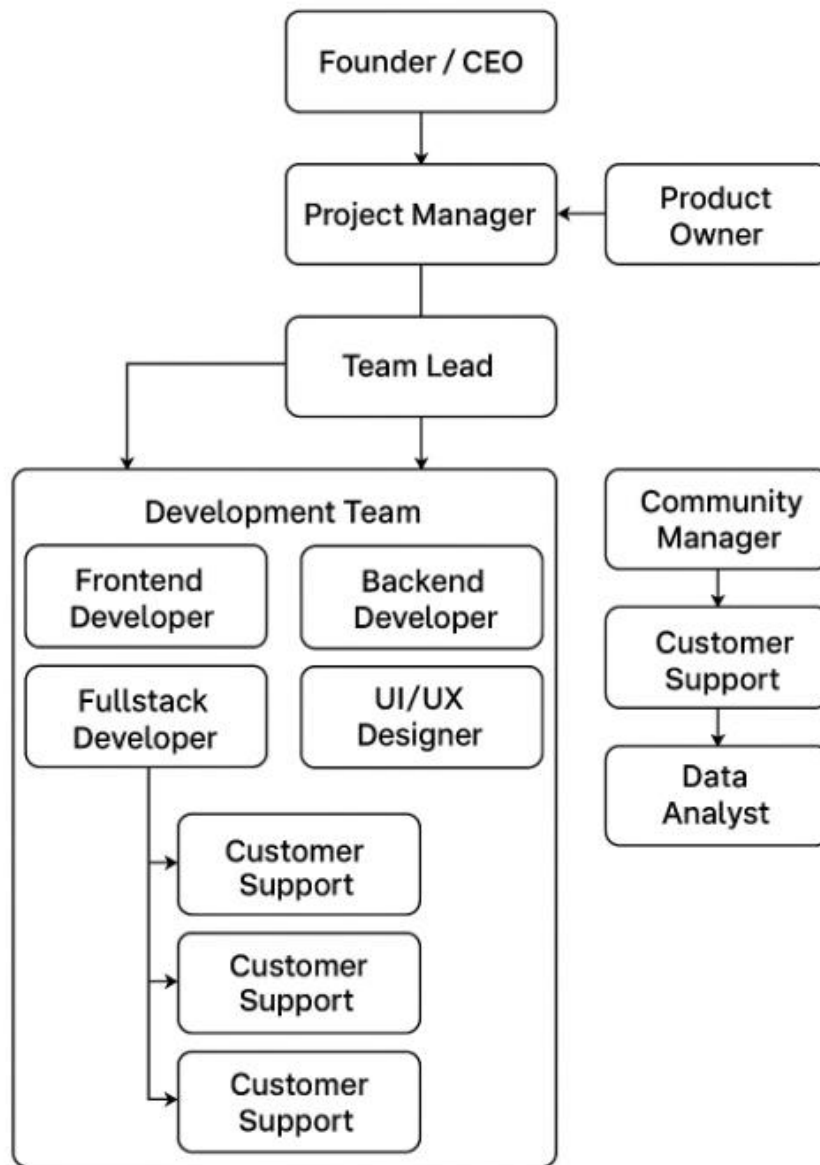 Founder / CEO
Project Manager
Product
Owner
Team Lead
Development Team
Frontend
Developer
Backend
Developer
Fullstack
Developer
UI/UX
Designer
Customer
Support
Customer
Support
Customer
Support
Community
Manager
Customer
Support
Data
Analyst